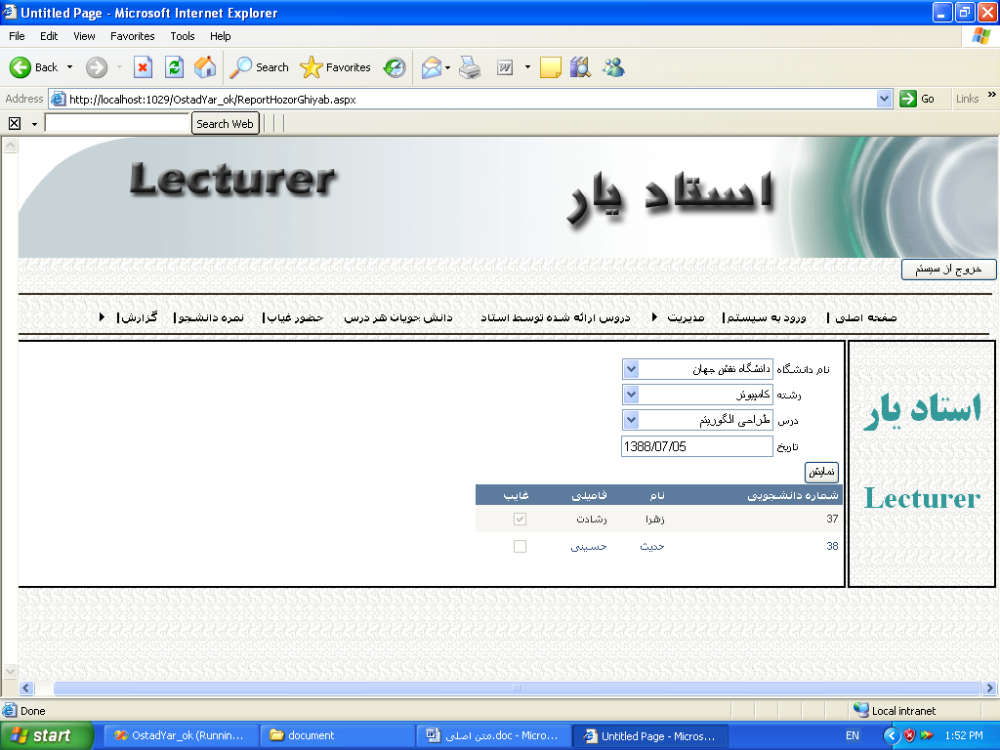 Untitled Page - Microsoft Internet Explorer
File Edit View Favorites Tools Help
Back Search Favorites
Address http://localhost:1029/OstadYar_ok/ReportHozorGhiyab.aspx Go Links »
Search Web
Lecturer استاد یار
خروج از سیستم
صفحه اصلی | ورود به سیستم | مدیریت دروس ارائه شده توسط استاد دانش جویان هر درس حضور غیاب | نمره دانشجو | گزارش |
نام دانشگاه دانشگاه نقش جهان
رشته کامپیوتر
درس طراحی الگوریتم
تاریخ 1388/07/05
نمایش
شماره دانشجویی نام فامیلی غایب
37 زهرا رشادت
38 حدیث حسینی
استاد یار
Lecturer
Done Local intranet
start OstadYar_ok (Runnin... document متن اصلی.doc - Micro... Untitled Page - Micros... EN 1:52 PM